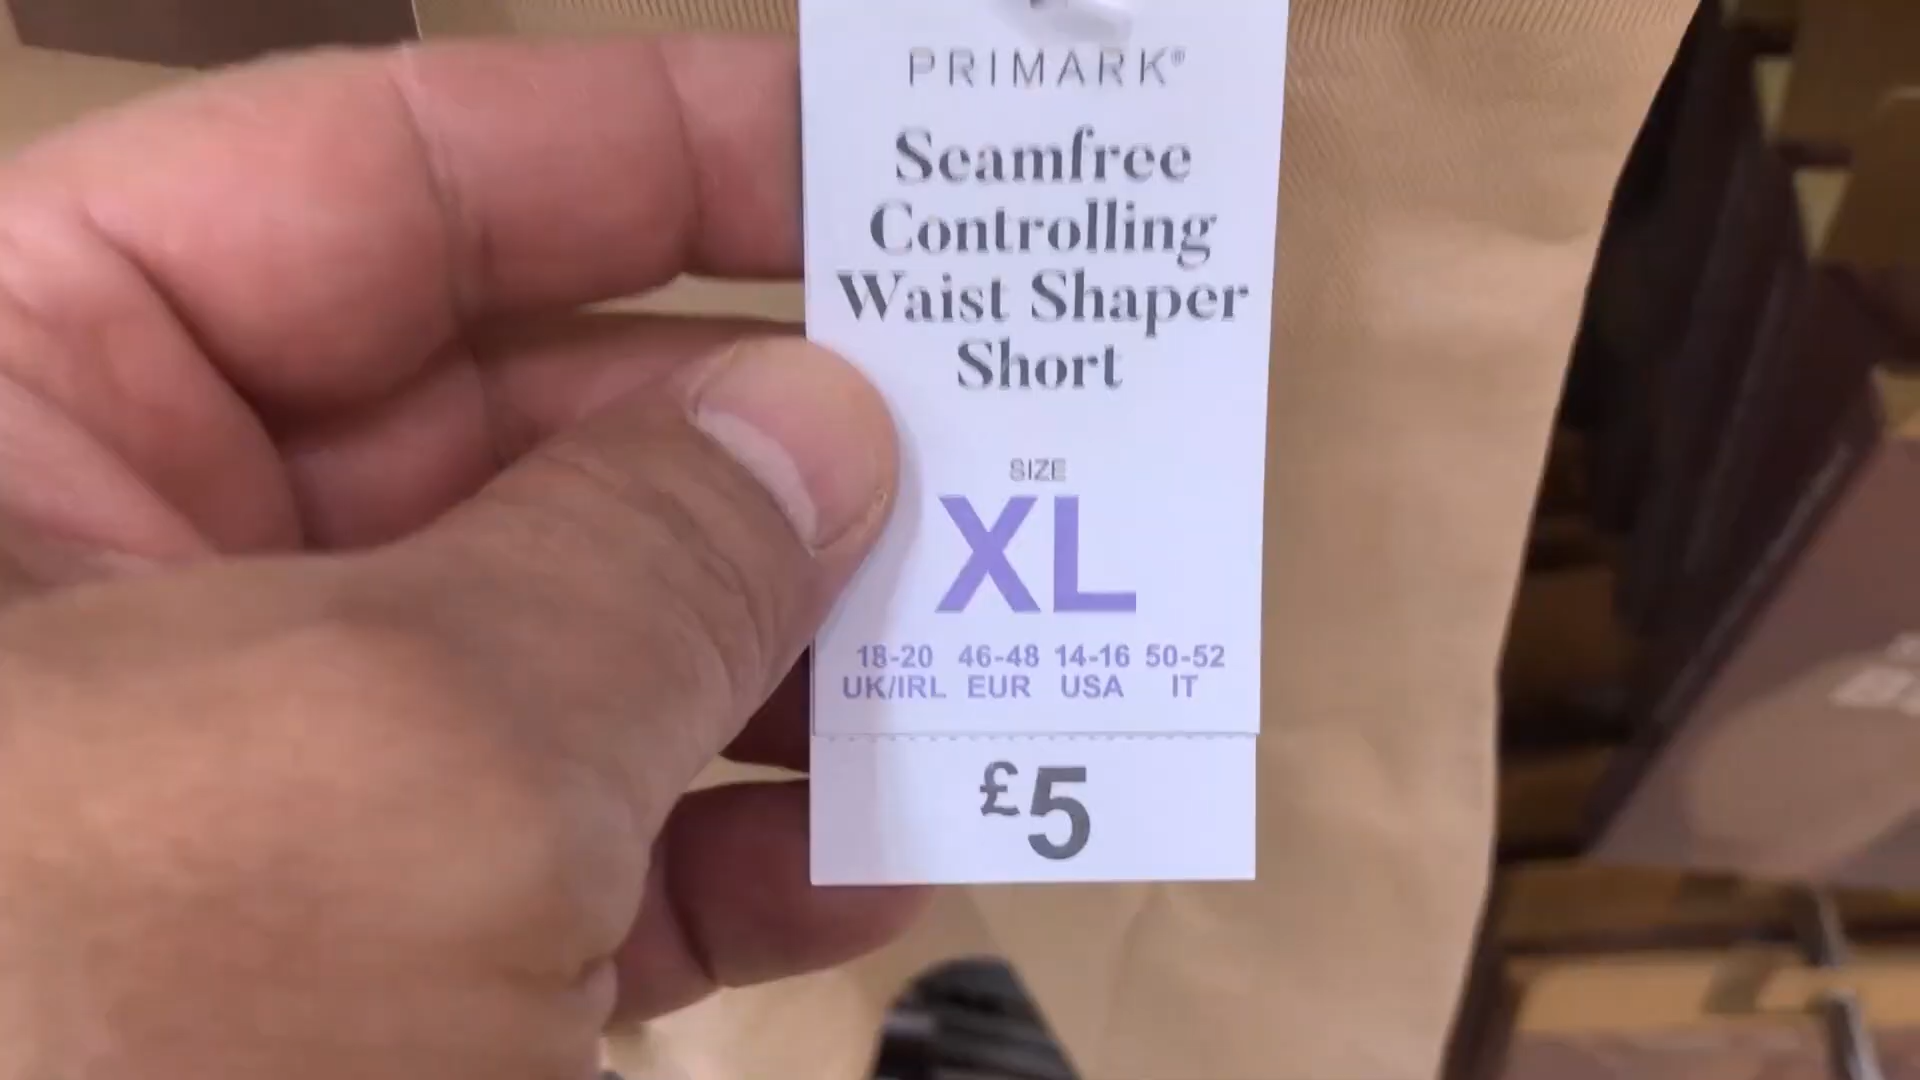 PRIMARK®
Seamfree
Controlling
Waist Shaper
Short
SIZE
XL
18-20 46-48 14-16 50-52
UK/IRL EUR USA IT
£5